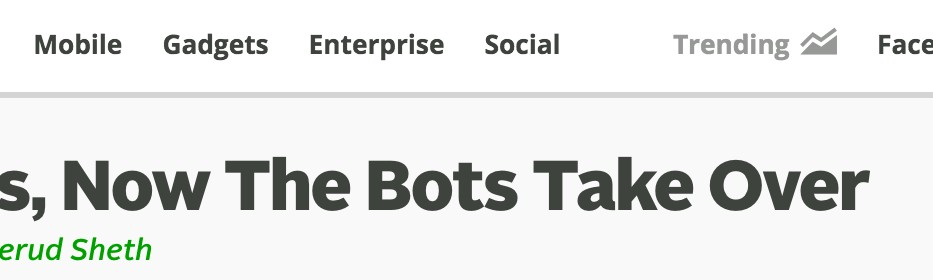 Mobile Gadgets Enterprise Social Trending Face
s, Now The Bots Take Over
erud Sheth